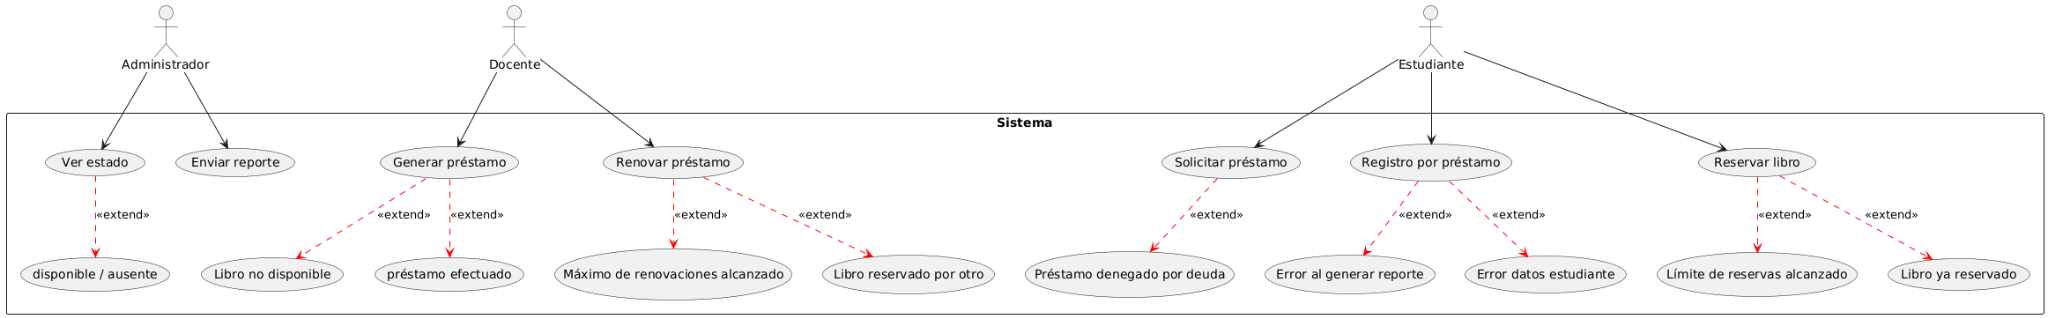 Administrador
Docente
Estudiante
Sistema
Ver estado
Enviar reporte
Generar préstamo
Renovar préstamo
Solicitar préstamo
Registro por préstamo
Reservar libro
«extend»
«extend»
«extend»
«extend»
«extend»
«extend»
«extend»
«extend»
«extend»
«extend»
disponible / ausente
Libro no disponible
préstamo efectuado
Máximo de renovaciones alcanzado
Libro reservado por otro
Préstamo denegado por deuda
Error al generar reporte
Error datos estudiante
Límite de reservas alcanzado
Libro ya reservado